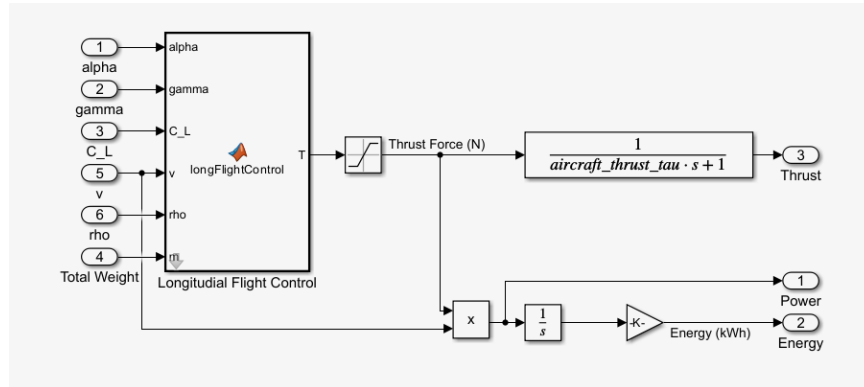 1
alpha
alpha
2
gamma
gamma
3
C_L
C_L
5
v
v
6
rho
rho
4
Total Weight
m
longFlightControl
T
Longitudial Flight Control
Thrust Force (N)
1
aircraft_thrust_tau · s + 1
3
Thrust
x
1
s
-K-
Energy (kWh)
1
Power
2
Energy